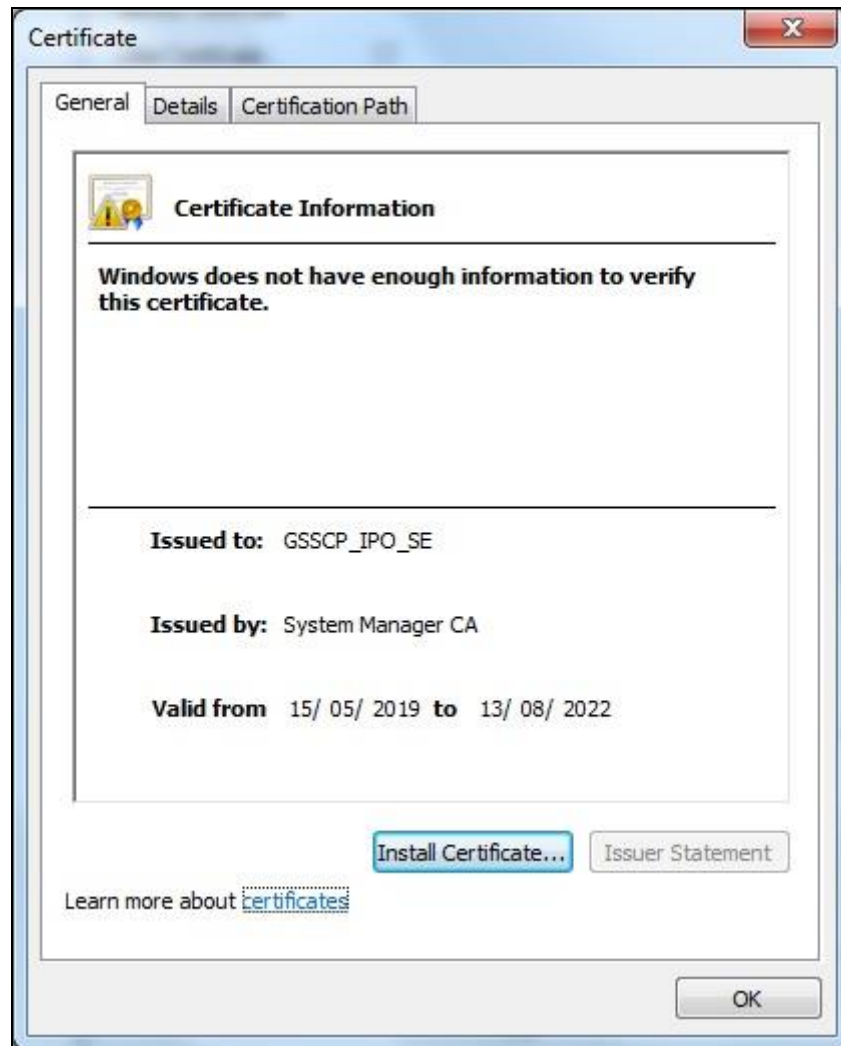 Certificate
General Details Certification Path
Certificate Information
Windows does not have enough information to verify
this certificate.
Issued to: GSSCP_IPO_SE
Issued by: System Manager CA
Valid from 15/ 05/ 2019 to 13/ 08/ 2022
Install Certificate... Issuer Statement
Learn more about certificates
OK